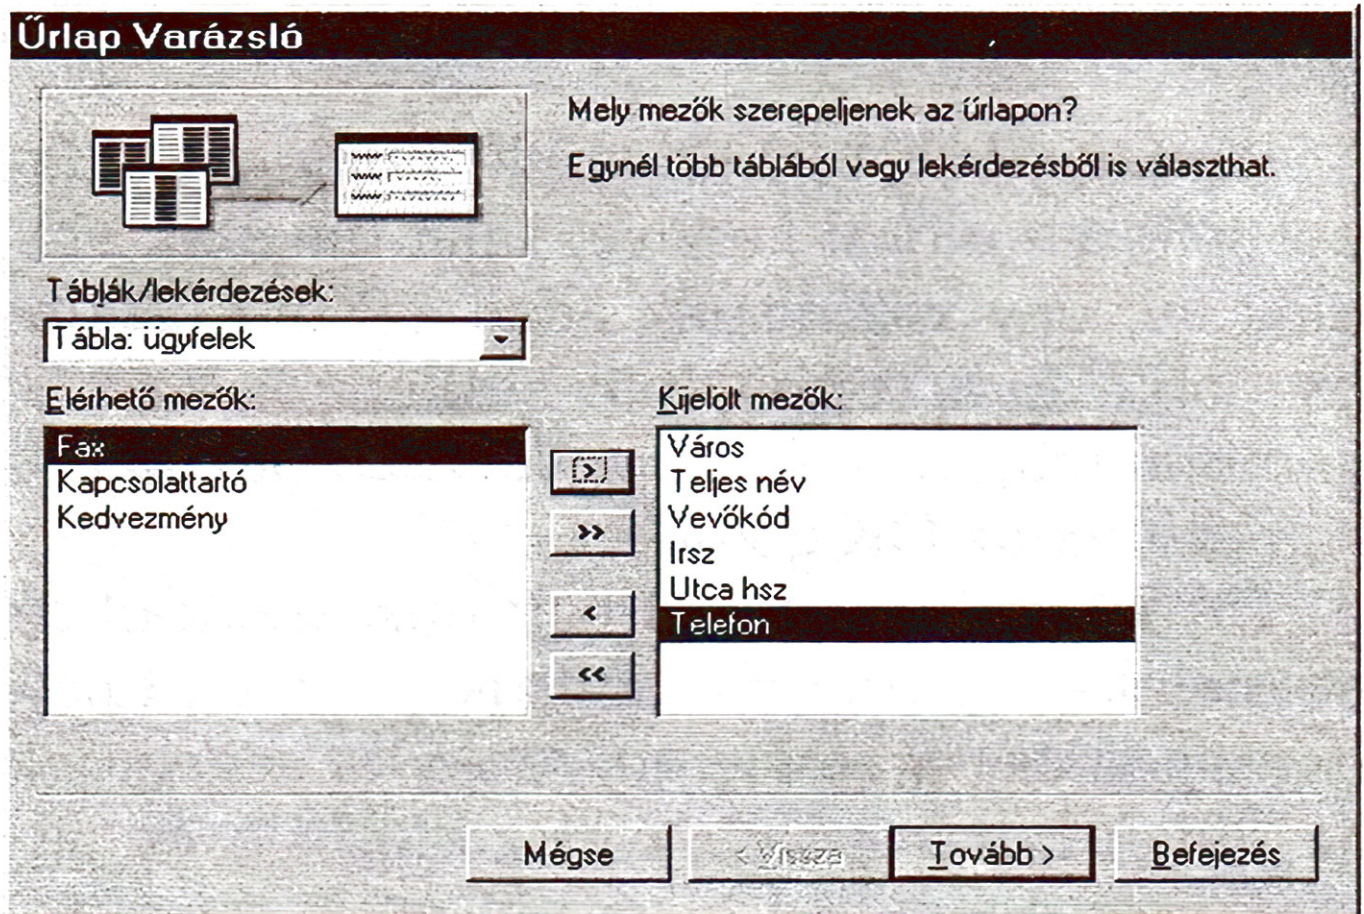 Űrlap Varázsló
Mely mezők szerepeljenek az űrlapon?
Egynél több táblából vagy lekérdezésből is választhat.
Táblák/lekérdezések:
Tábla: ügyfelek
Elérhető mezők:
Fax
Kapcsolattartó
Kedvezmény
>
>>
<
<<
Kijelölt mezők:
Város
Teljes név
Vevőkód
Irsz
Utca hsz
Telefon
Mégse
< Vissza
Tovább >
Befejezés